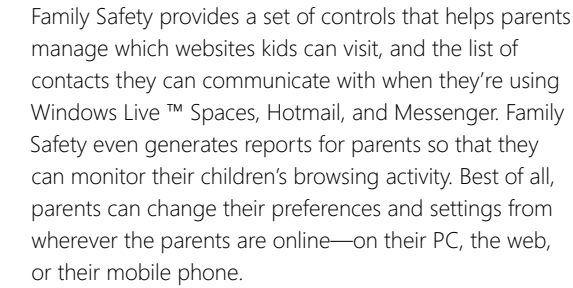 Family Safety provides a set of controls that helps parents
manage which websites kids can visit, and the list of
contacts they can communicate with when they’re using
Windows Live ™ Spaces, Hotmail, and Messenger. Family
Safety even generates reports for parents so that they
can monitor their children’s browsing activity. Best of all,
parents can change their preferences and settings from
wherever the parents are online—on their PC, the web,
or their mobile phone.